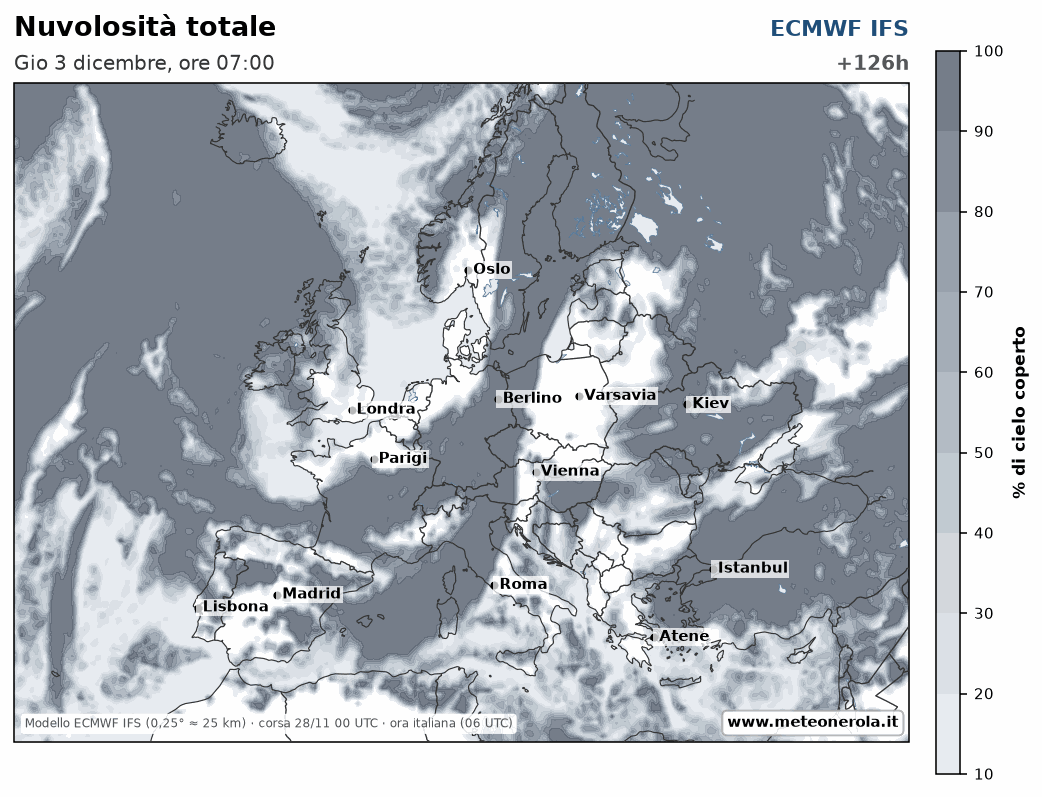 Nuvolosità totale
ECMWF IFS
Gio 3 dicembre, ore 07:00
+126h
Oslo
Londra
Berlino
Varsavia
Kiev
Parigi
Vienna
Istanbul
Roma
Madrid
Lisbona
Atene
Modello ECMWF IFS (0,25° ≈ 25 km) · corsa 28/11 00 UTC · ora italiana (06 UTC)
www.meteonerola.it
100
90
80
70
60
50
40
30
20
10
% di cielo coperto